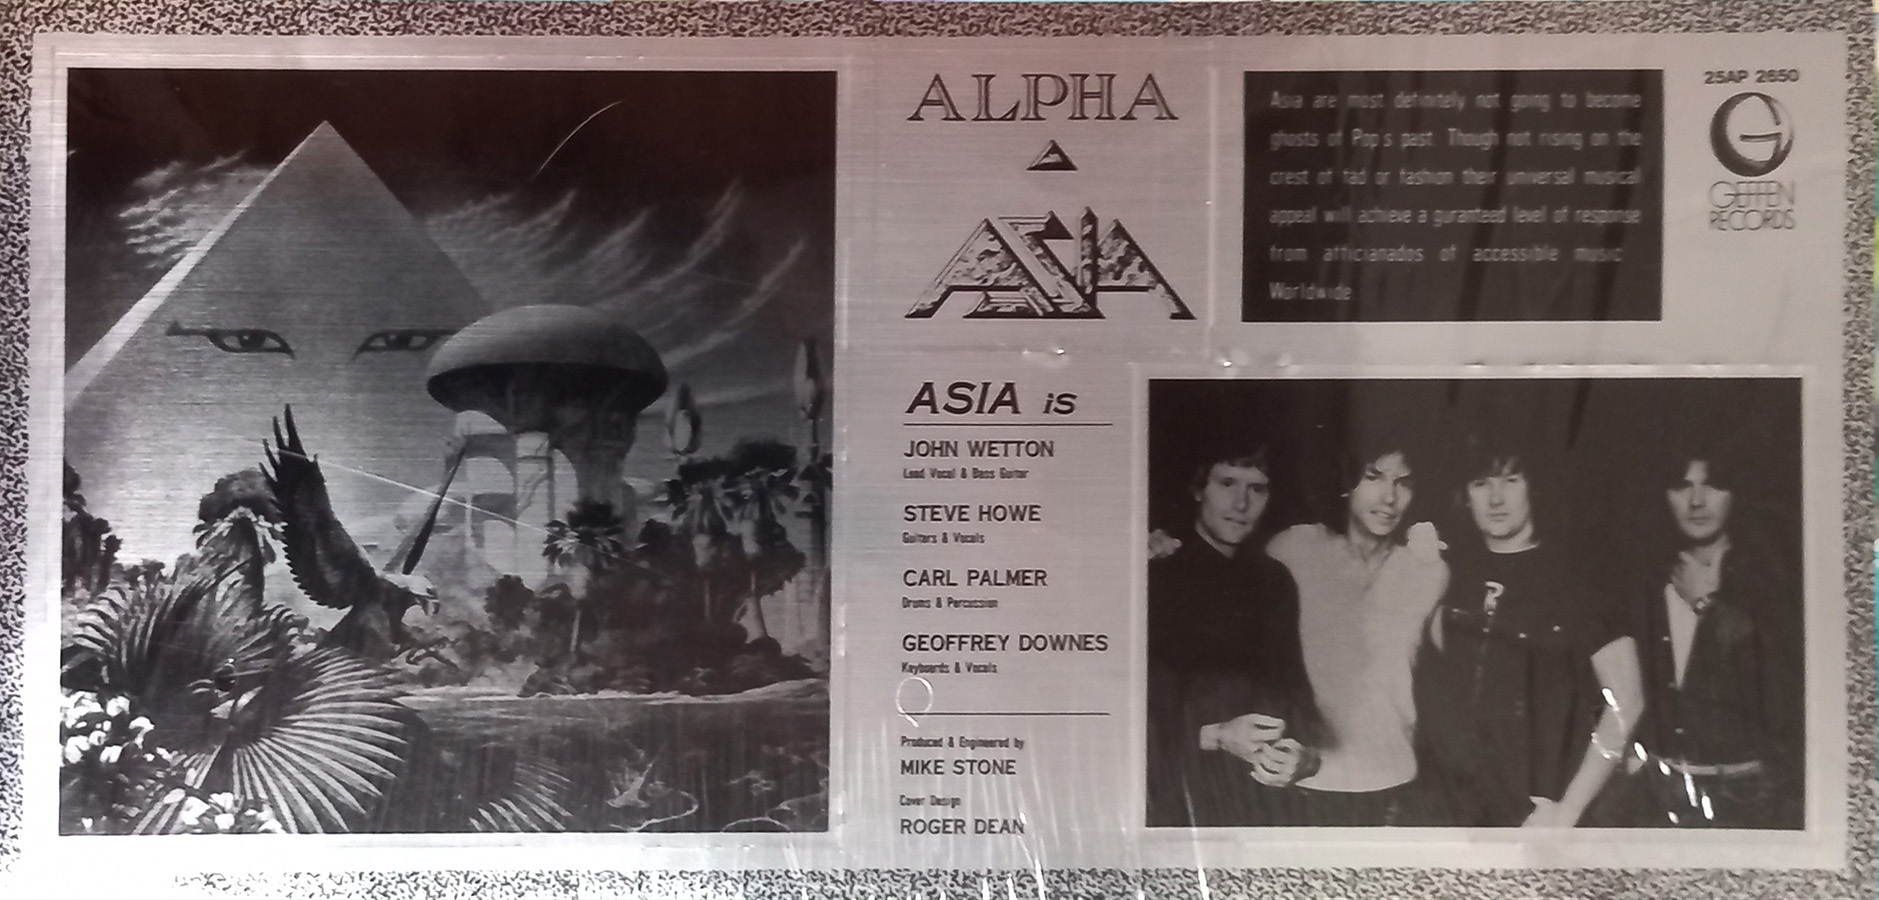 ALPHA
ASIA
Asia are most definitely not going to become
ghosts of Pop's past. Though not rising on the
crest of fad or fashion their universal musical
appeal will achieve a guranteed level of response
from afficianados of accessible music
Worldwide
25AP 2650
G
GEFFEN
RECORDS
ASIA is
JOHN WETTON
Lead Vocal & Bass Guitar
STEVE HOWE
Guitars & Vocals
CARL PALMER
Drums & Percussion
GEOFFREY DOWNES
Keyboards & Vocals
Produced & Engineered by
MIKE STONE
Cover Design
ROGER DEAN